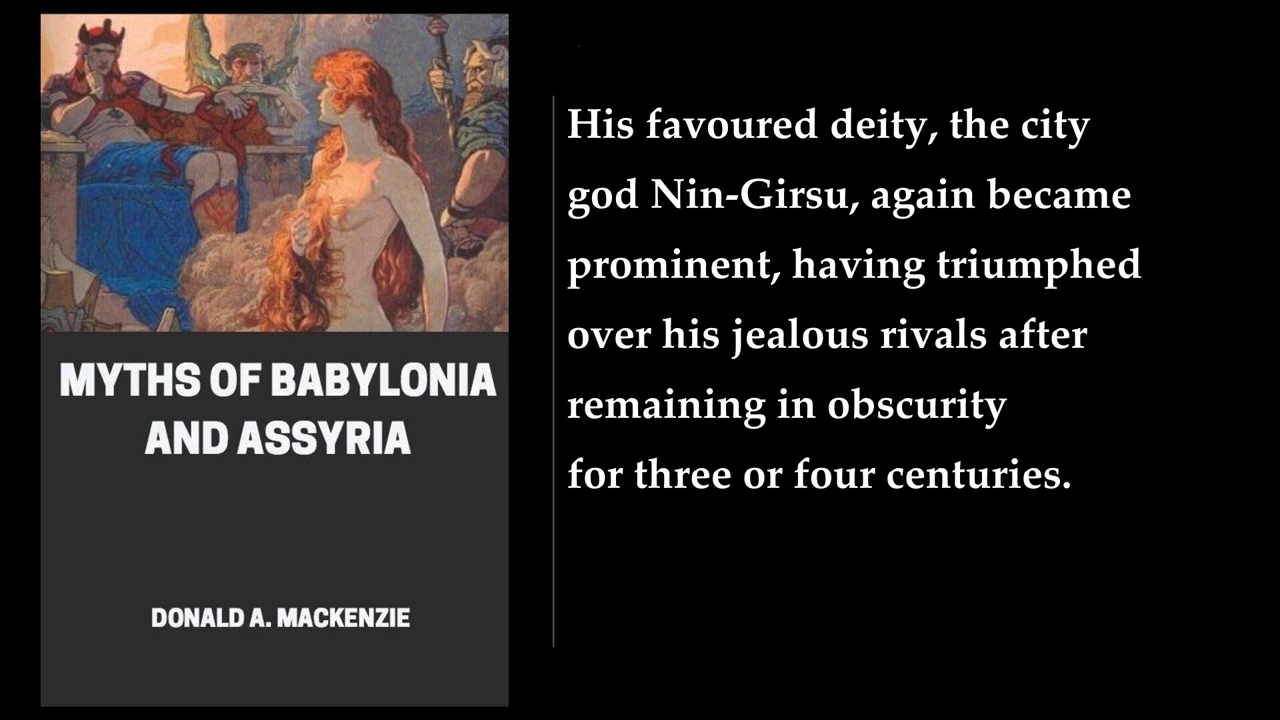 MYTHS OF BABYLONIA
AND ASSYRIA
DONALD A. MACKENZIE
His favoured deity, the city
god Nin-Girsu, again became
prominent, having triumphed
over his jealous rivals after
remaining in obscurity
for three or four centuries.